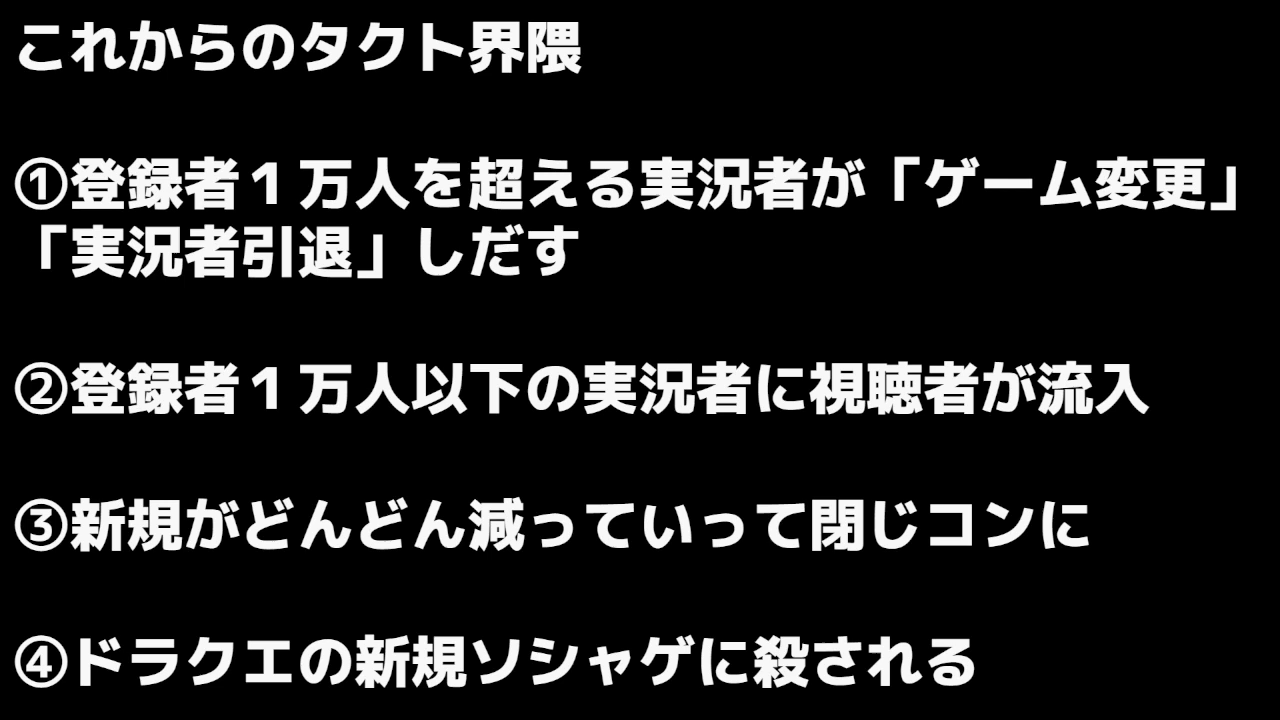 これからのタクト界隈
①登録者１万人を超える実況者が「ゲーム変更」
「実況者引退」しだす
②登録者１万人以下の実況者に視聴者が流入
③新規がどんどん減っていって閉じコンに
④ドラクエの新規ソシャゲに殺される